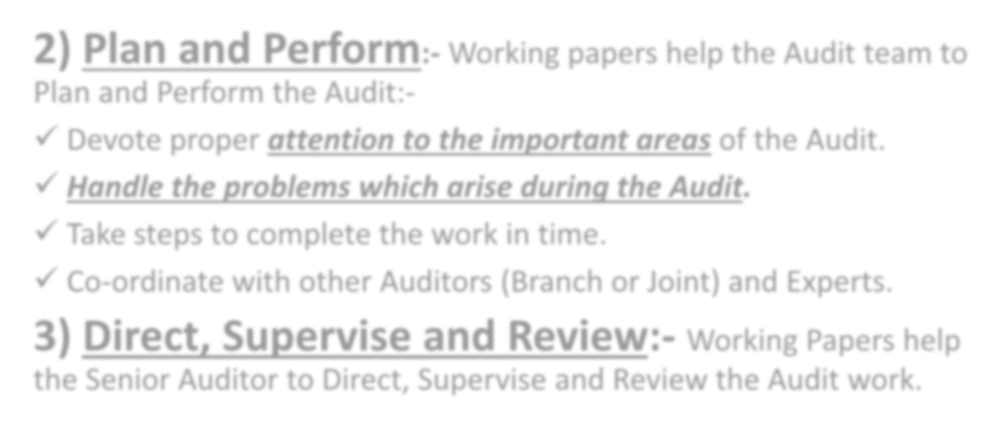 2) Plan and Perform:- Working papers help the Audit team to
Plan and Perform the Audit:-
✓ Devote proper attention to the important areas of the Audit.
✓ Handle the problems which arise during the Audit.
✓ Take steps to complete the work in time.
✓ Co-ordinate with other Auditors (Branch or Joint) and Experts.
3) Direct, Supervise and Review:- Working Papers help
the Senior Auditor to Direct, Supervise and Review the Audit work.